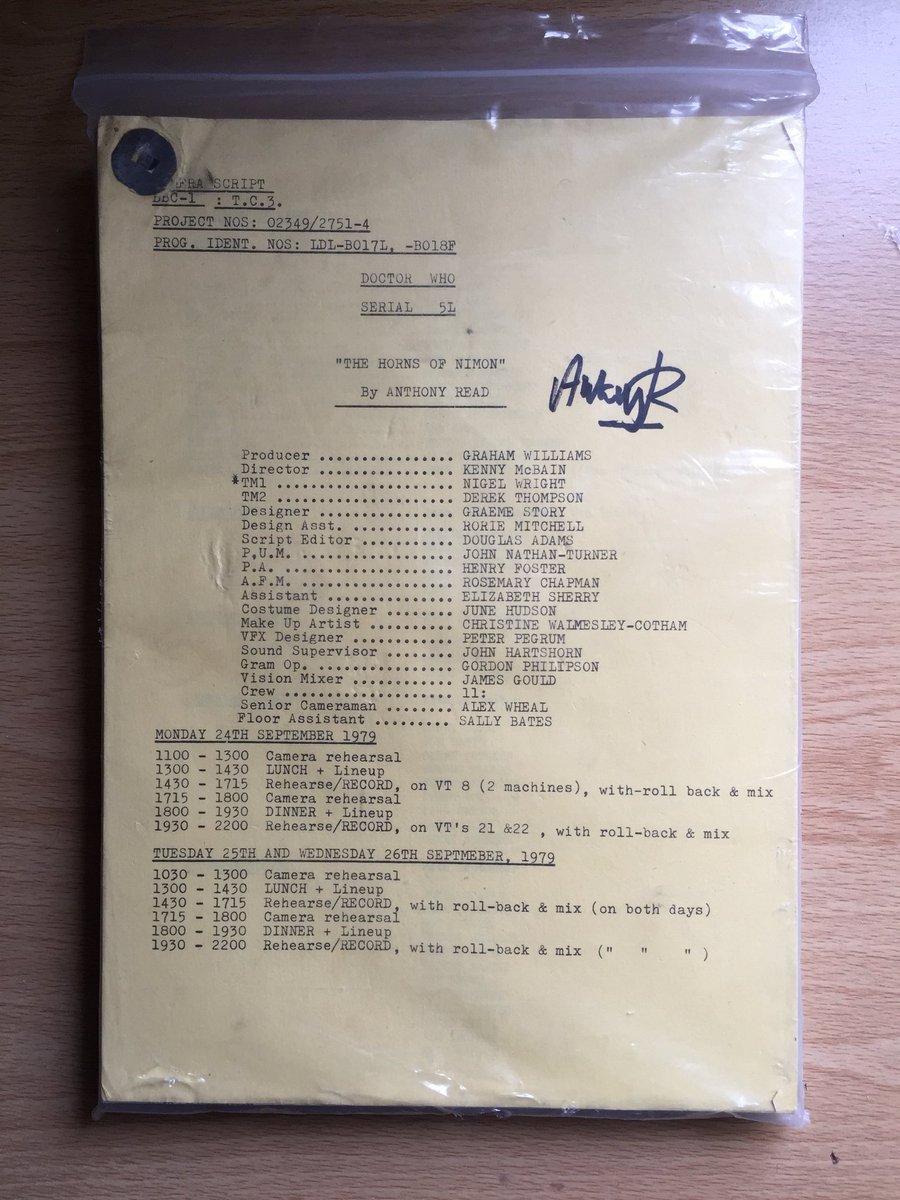 ERA SCRIPT
BBC-1 : T.C.3.
PROJECT NOS: 02349/2751-4
PROG. IDENT. NOS: LDL-B017L, -B018F
DOCTOR WHO
SERIAL 5L
"THE HORNS OF NIMON"
By ANTHONY READ
Producer ................ GRAHAM WILLIAMS
Director ................ KENNY McBAIN
*TM1 ..................... NIGEL WRIGHT
TM2 ..................... DEREK THOMPSON
Designer ................ GRAEME STORY
Design Asst. ............ RORIE MITCHELL
Script Editor ........... DOUGLAS ADAMS
P,U.M. .................. JOHN NATHAN-TURNER
P.A. .................... HENRY FOSTER
A.F.M. .................. ROSEMARY CHAPMAN
Assistant ............... ELIZABETH SHERRY
Costume Designer ........ JUNE HUDSON
Make Up Artist .......... CHRISTINE WALMESLEY-COTHAM
VFX Designer ............ PETER PEGRUM
Sound Supervisor ........ JOHN HARTSHORN
Gram Op. ................ GORDON PHILIPSON
Vision Mixer ............ JAMES GOULD
Crew .................... 11:
Senior Cameraman ........ ALEX WHEAL
Floor Assistant ......... SALLY BATES
MONDAY 24TH SEPTEMBER 1979
1100 - 1300 Camera rehearsal
1300 - 1430 LUNCH + Lineup
1430 - 1715 Rehearse/RECORD, on VT 8 (2 machines), with-roll back & mix
1715 - 1800 Camera rehearsal
1800 - 1930 DINNER + Lineup
1930 - 2200 Rehearse/RECORD, on VT's 21 &22 , with roll-back & mix
TUESDAY 25TH AND WEDNESDAY 26TH SEPTMEBER, 1979
1030 - 1300 Camera rehearsal
1300 - 1430 LUNCH + Lineup
1430 - 1715 Rehearse/RECORD, with roll-back & mix (on both days)
1715 - 1800 Camera rehearsal
1800 - 1930 DINNER + Lineup
1930 - 2200 Rehearse/RECORD, with roll-back & mix (" " " )